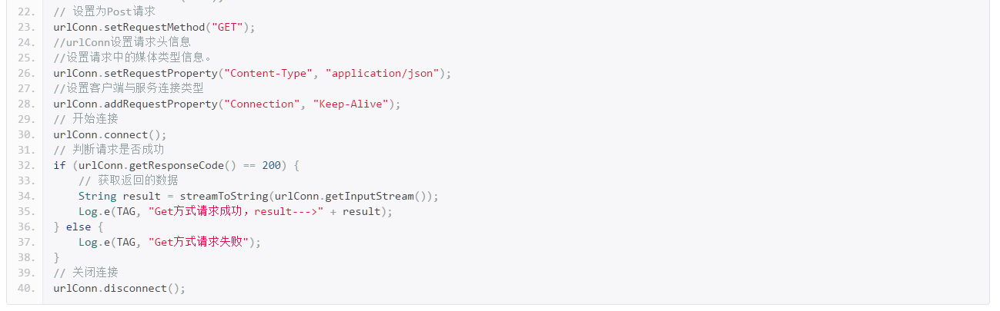 22. // 设置为Post请求
23. urlConn.setRequestMethod("GET");
24. //urlConn设置请求头信息
25. //设置请求中的媒体类型信息。
26. urlConn.setRequestProperty("Content-Type", "application/json");
27. //设置客户端与服务连接类型
28. urlConn.addRequestProperty("Connection", "Keep-Alive");
29. // 开始连接
30. urlConn.connect();
31. // 判断请求是否成功
32. if (urlConn.getResponseCode() == 200) {
33.     // 获取返回的数据
34.     String result = streamToString(urlConn.getInputStream());
35.     Log.e(TAG, "Get方式请求成功，result--->" + result);
36. } else {
37.     Log.e(TAG, "Get方式请求失败");
38. }
39. // 关闭连接
40. urlConn.disconnect();